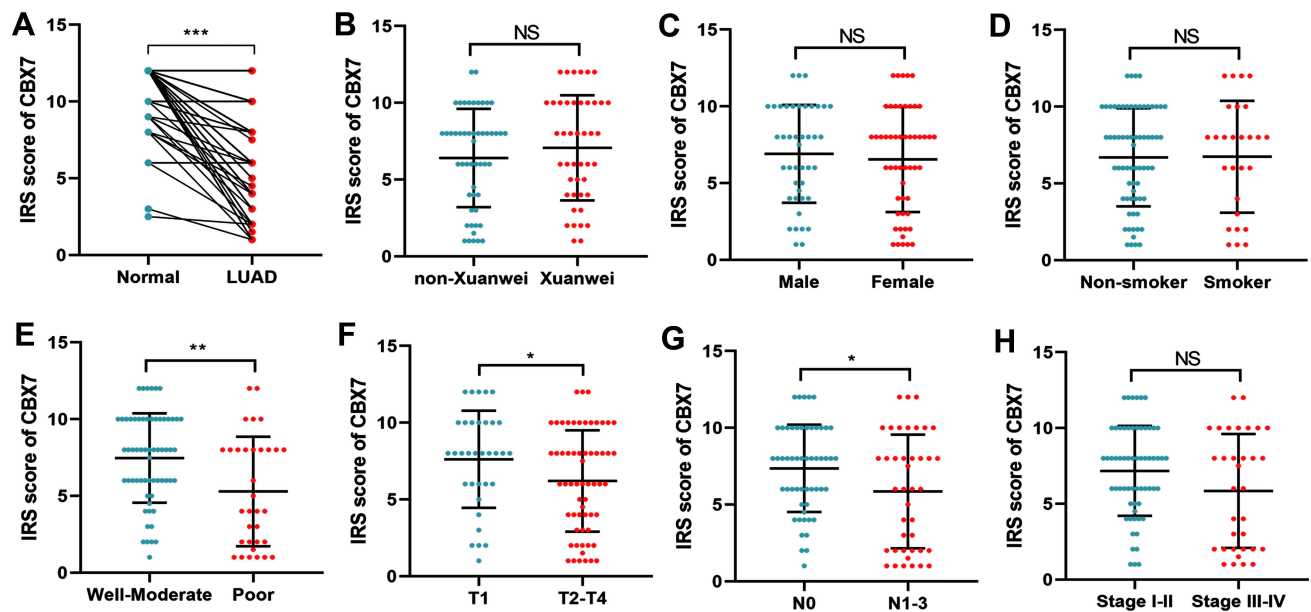 A
***
IRS score of CBX7
15
10
5
0
Normal LUAD
B
NS
IRS score of CBX7
15
10
5
0
non-Xuanwei Xuanwei
C
NS
IRS score of CBX7
15
10
5
0
Male Female
D
NS
IRS score of CBX7
15
10
5
0
Non-smoker Smoker
E
**
IRS score of CBX7
15
10
5
0
Well-Moderate Poor
F
*
IRS score of CBX7
15
10
5
0
T1 T2-T4
G
*
IRS score of CBX7
15
10
5
0
N0 N1-3
H
NS
IRS score of CBX7
15
10
5
0
Stage I-II Stage III-IV